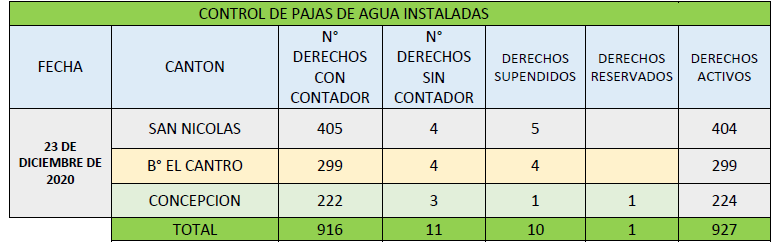 CONTROL DE PAJAS DE AGUA INSTALADAS
FECHA CANTON N° DERECHOS CON CONTADOR N° DERECHOS SIN CONTADOR DERECHOS SUPENDIDOS DERECHOS RESERVADOS DERECHOS ACTIVOS
23 DE DICIEMBRE DE 2020
SAN NICOLAS 405 4 5 404
B° EL CANTRO 299 4 4 299
CONCEPCION 222 3 1 1 224
TOTAL 916 11 10 1 927